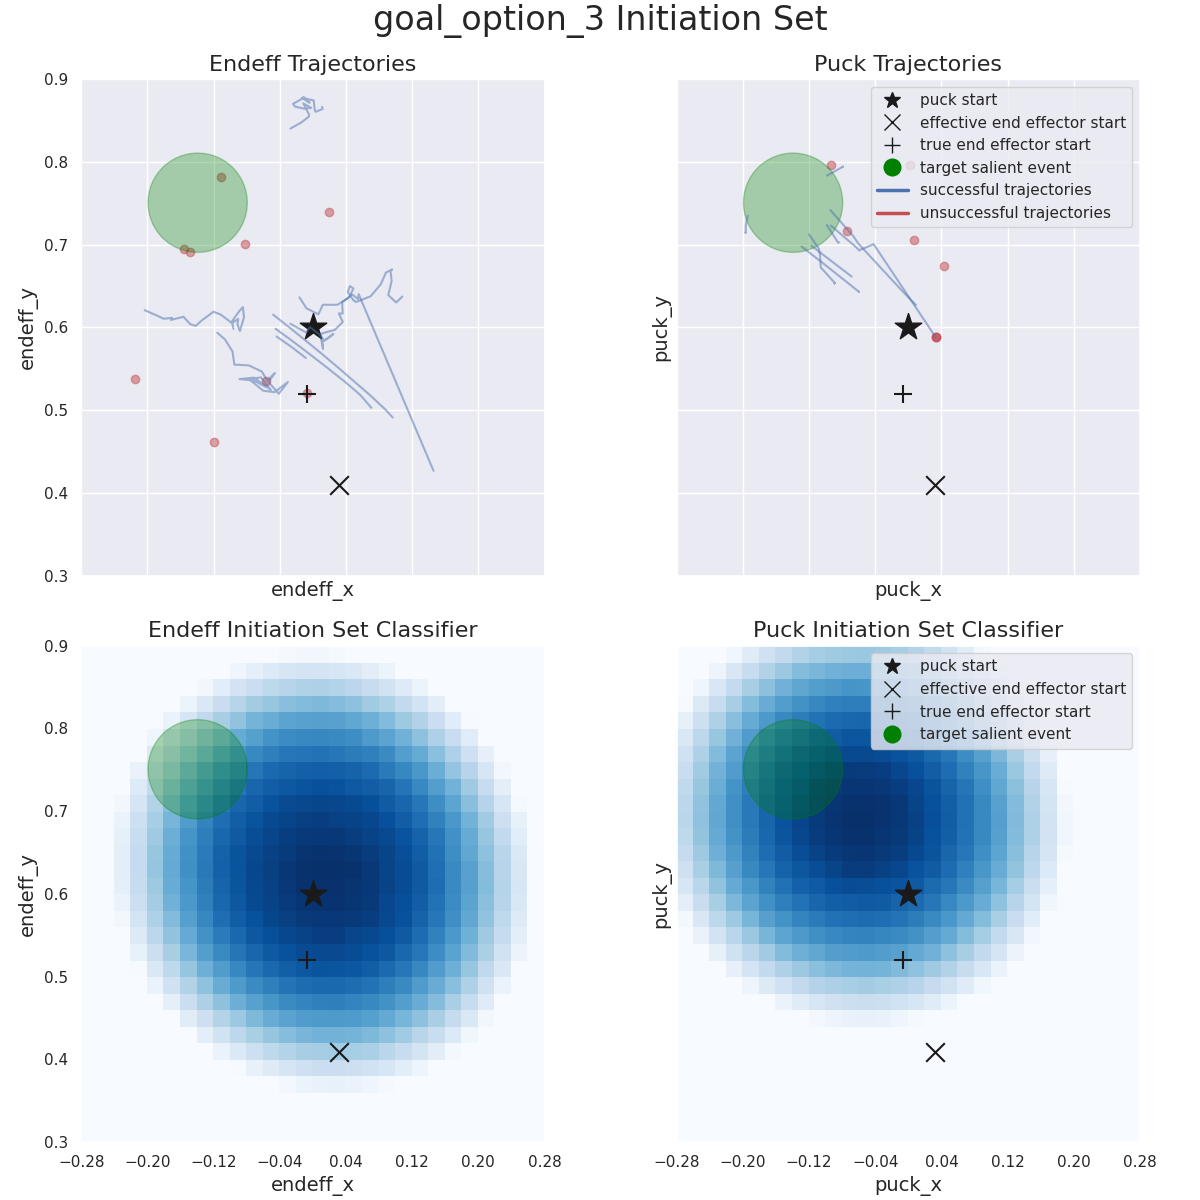 goal_option_3 Initiation Set
Endeff Trajectories
endeff_y
0.9
0.8
0.7
0.6
0.5
0.4
0.3
endeff_x
Puck Trajectories
puck start
effective end effector start
true end effector start
target salient event
successful trajectories
unsuccessful trajectories
puck_y
puck_x
Endeff Initiation Set Classifier
endeff_y
0.9
0.8
0.7
0.6
0.5
0.4
0.3
−0.28 −0.20 −0.12 −0.04 0.04 0.12 0.20 0.28
endeff_x
Puck Initiation Set Classifier
puck start
effective end effector start
true end effector start
target salient event
puck_y
−0.28 −0.20 −0.12 −0.04 0.04 0.12 0.20 0.28
puck_x